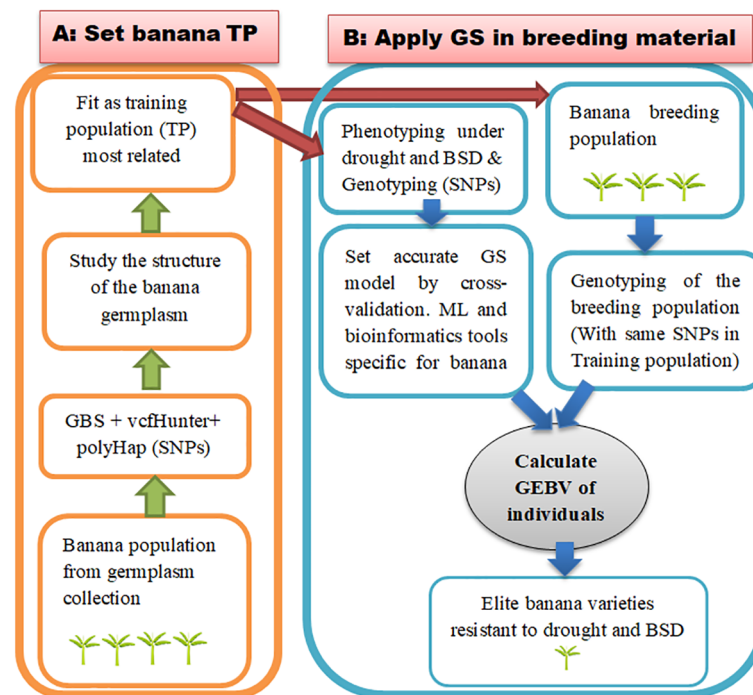 A: Set banana TP
Fit as training
population (TP)
most related
Study the structure
of the banana
germplasm
GBS + vcfHunter+
polyHap (SNPs)
Banana population
from germplasm
collection
B: Apply GS in breeding material
Phenotyping under
drought and BSD &
Genotyping (SNPs)
Set accurate GS
model by cross-
validation. ML and
bioinformatics tools
specific for banana
Banana breeding
population
Genotyping of the
breeding population
(With same SNPs in
Training population)
Calculate
GEBV of
individuals
Elite banana varieties
resistant to drought and BSD